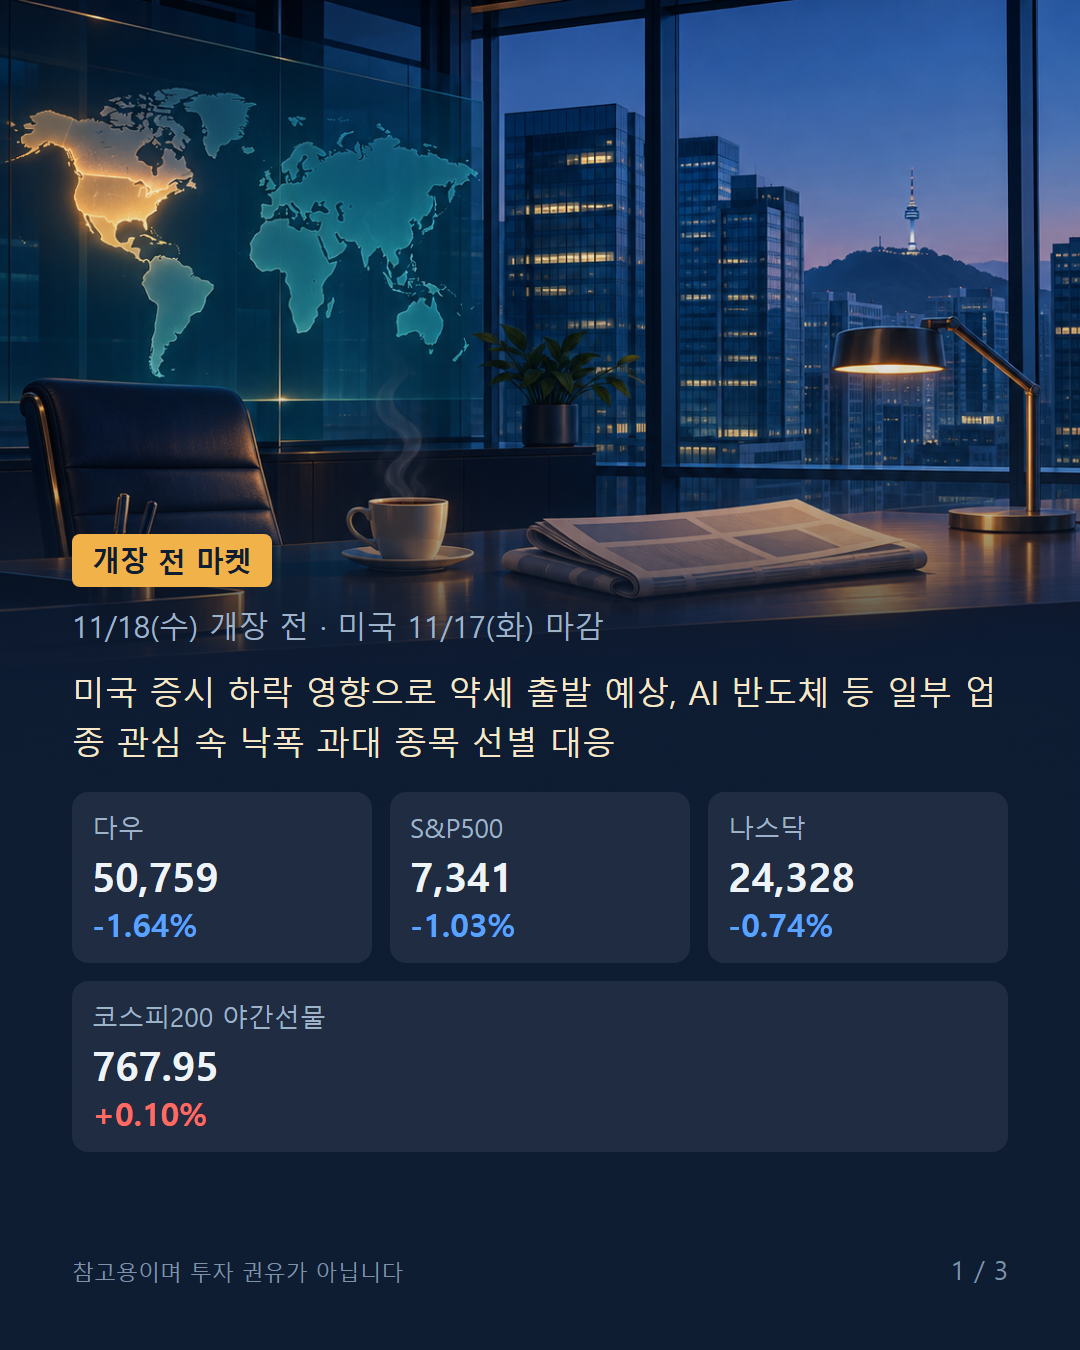 개장 전 마켓
11/18(수) 개장 전 · 미국 11/17(화) 마감
미국 증시 하락 영향으로 약세 출발 예상, AI 반도체 등 일부 업
종 관심 속 낙폭 과대 종목 선별 대응
다우
50,759
-1.64%
S&P500
7,341
-1.03%
나스닥
24,328
-0.74%
코스피200 야간선물
767.95
+0.10%
참고용이며 투자 권유가 아닙니다
1 / 3